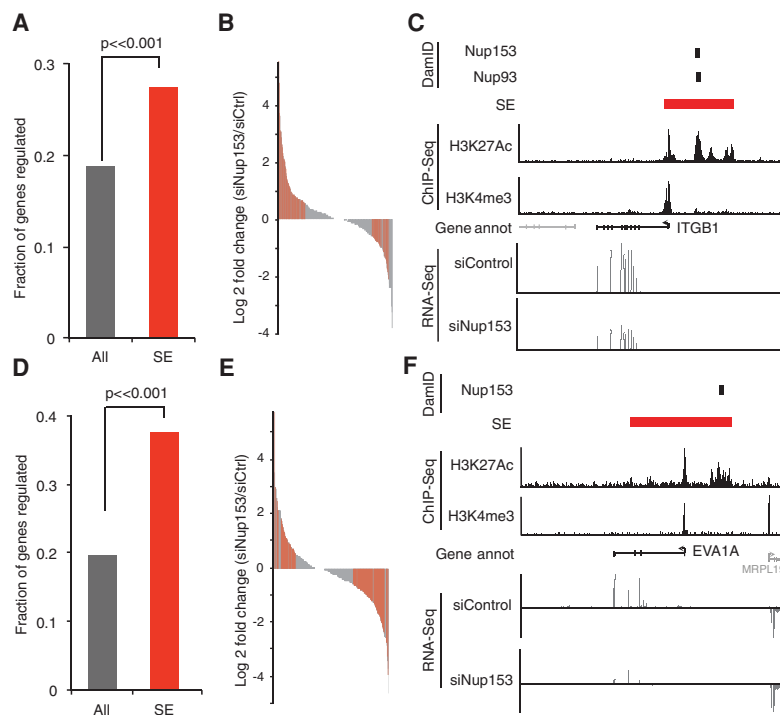 A
p<<0.001
Fraction of genes regulated
0.3
0.2
0.1
0
All
SE
B
Log 2 fold change (siNup153/siCtrl)
4
2
0
-2
-4
C
DamID
Nup153
Nup93
SE
ChIP-Seq
H3K27Ac
H3K4me3
Gene annot
ITGB1
RNA-Seq
siControl
siNup153
D
p<<0.001
Fraction of genes regulated
0.4
0.3
0.2
0.1
0
All
SE
E
Log 2 fold change (siNup153/siCtrl)
4
2
0
-2
-4
F
DamID
Nup153
SE
ChIP-Seq
H3K27Ac
H3K4me3
Gene annot
EVA1A
RNA-Seq
siControl
siNup153